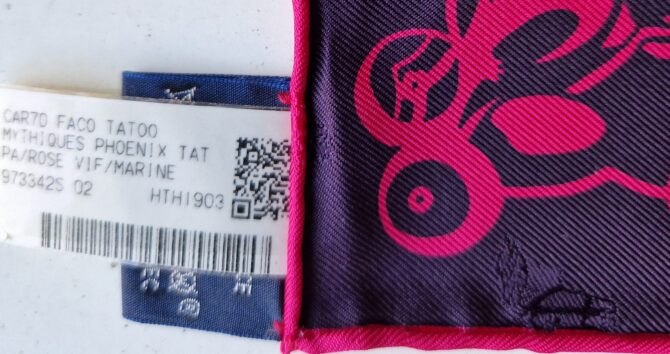 CAR70 FACO TATOO
MYTHIQUES PHOENIX TAT
PA/ROSE VIF/MARINE
973342S 02 HTH1903